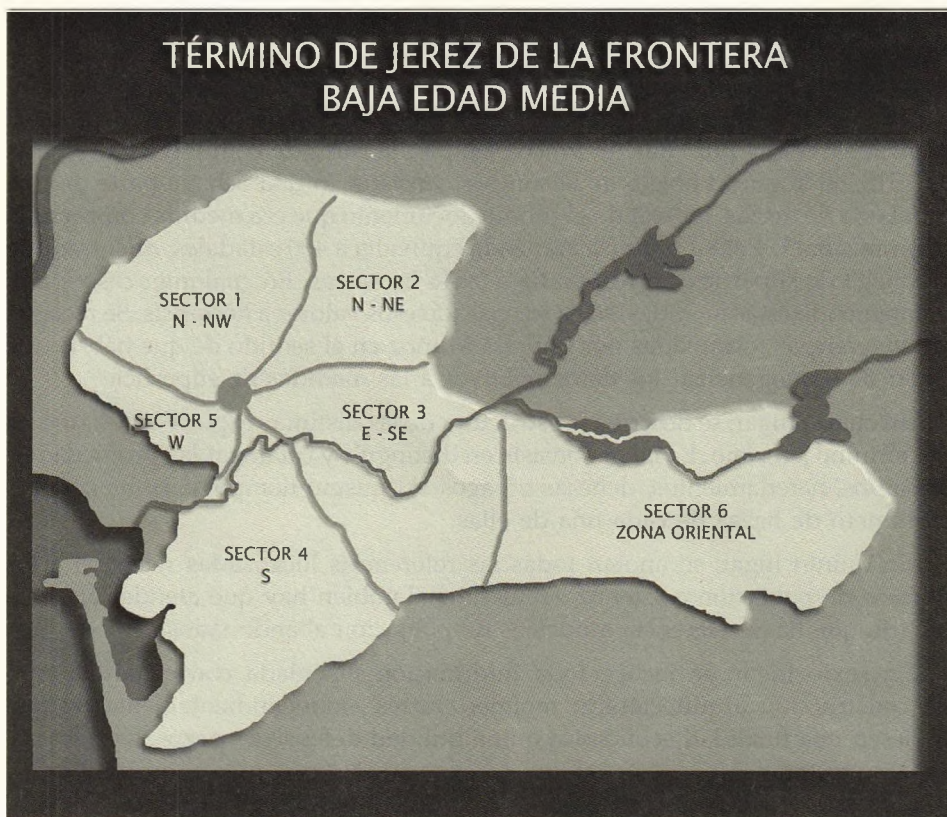 TÉRMINO DE JEREZ DE LA FRONTERA
BAJA EDAD MEDIA
SECTOR 1
N - NW
SECTOR 2
N - NE
SECTOR 3
E - SE
SECTOR 5
W
SECTOR 4
S
SECTOR 6
ZONA ORIENTAL